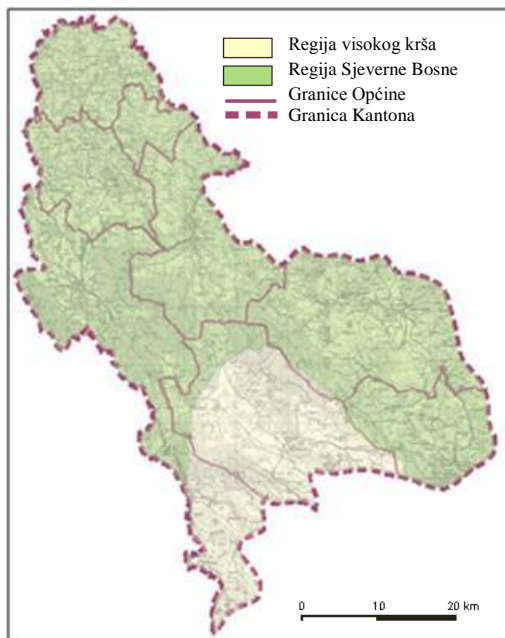 Regija visokog krša
Regija Sjeverne Bosne
Granice Općine
Granica Kantona
0 10 20 km